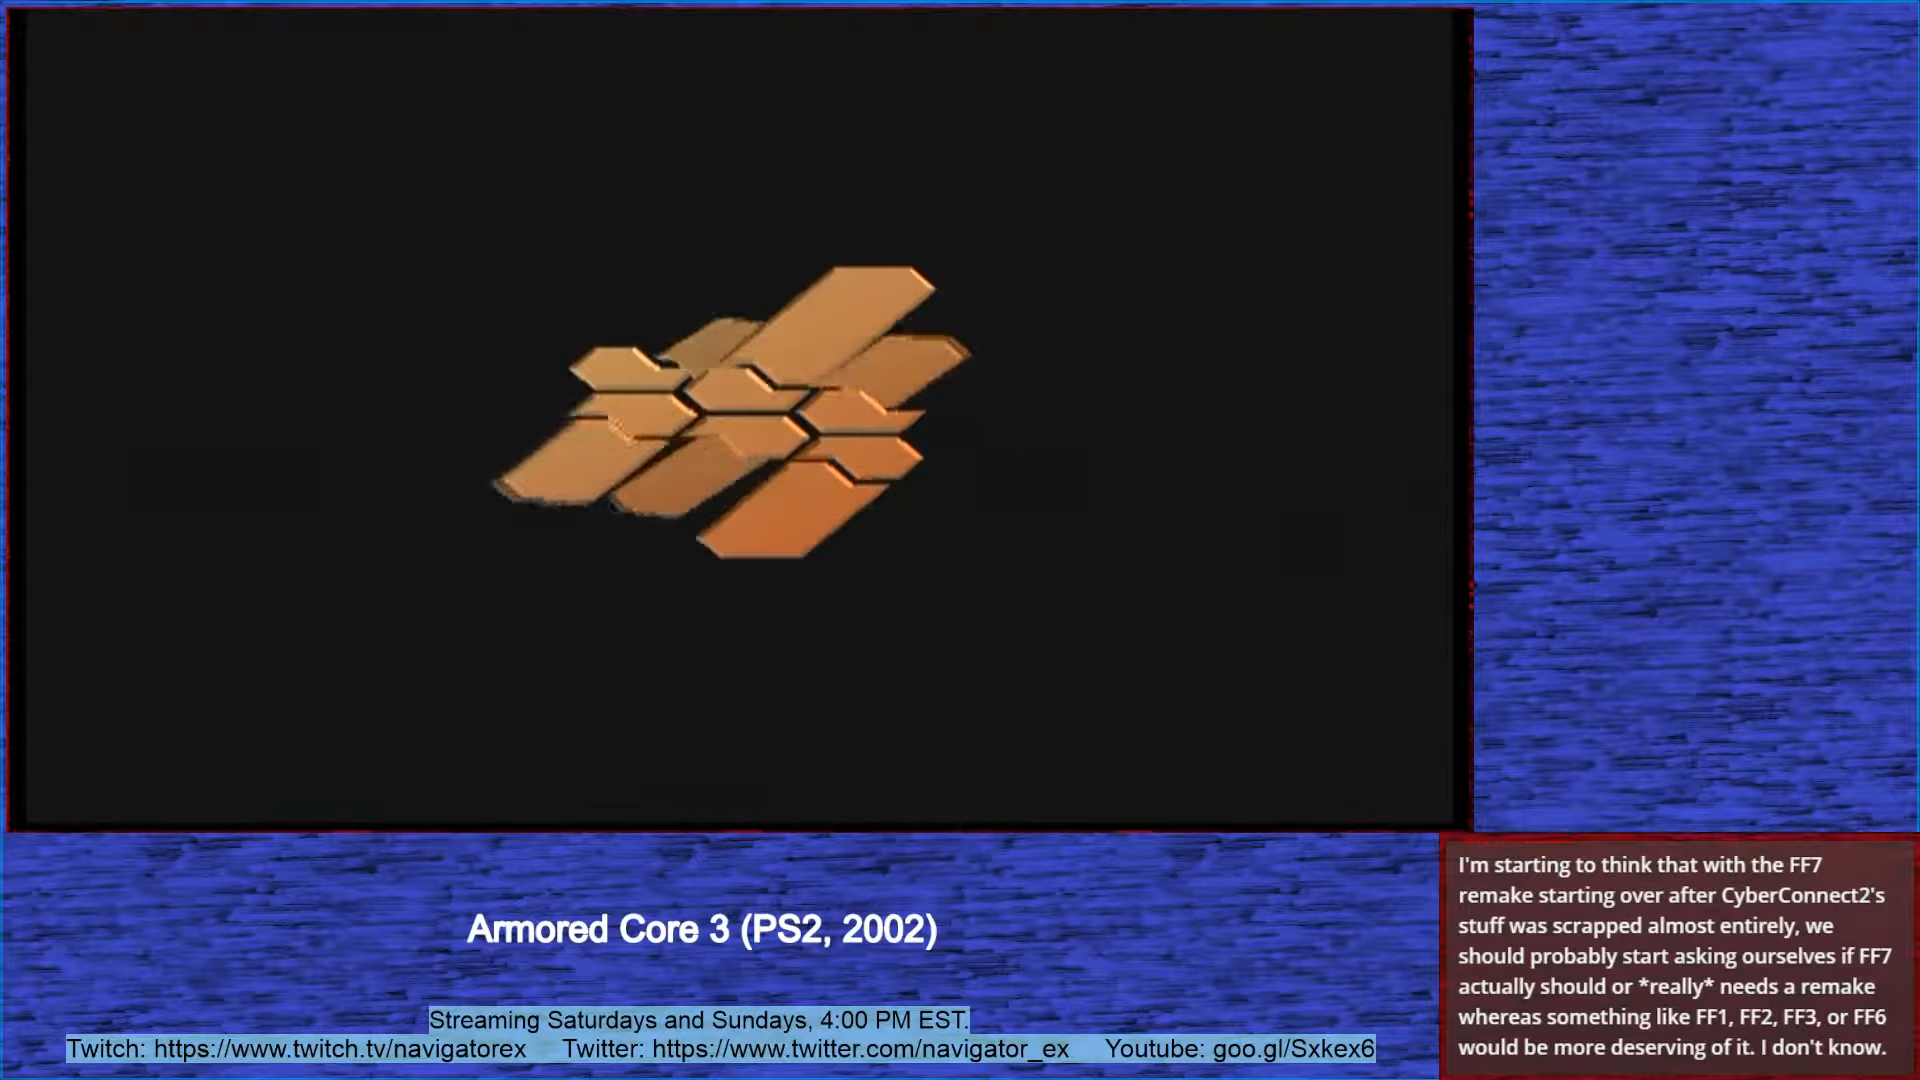 Armored Core 3 (PS2, 2002)
Streaming Saturdays and Sundays, 4:00 PM EST.
Twitch: https://www.twitch.tv/navigatorex Twitter: https://www.twitter.com/navigator_ex Youtube: goo.gl/Sxkex6
I'm starting to think that with the FF7
remake starting over after CyberConnect2's
stuff was scrapped almost entirely, we
should probably start asking ourselves if FF7
actually should or *really* needs a remake
whereas something like FF1, FF2, FF3, or FF6
would be more deserving of it. I don't know.